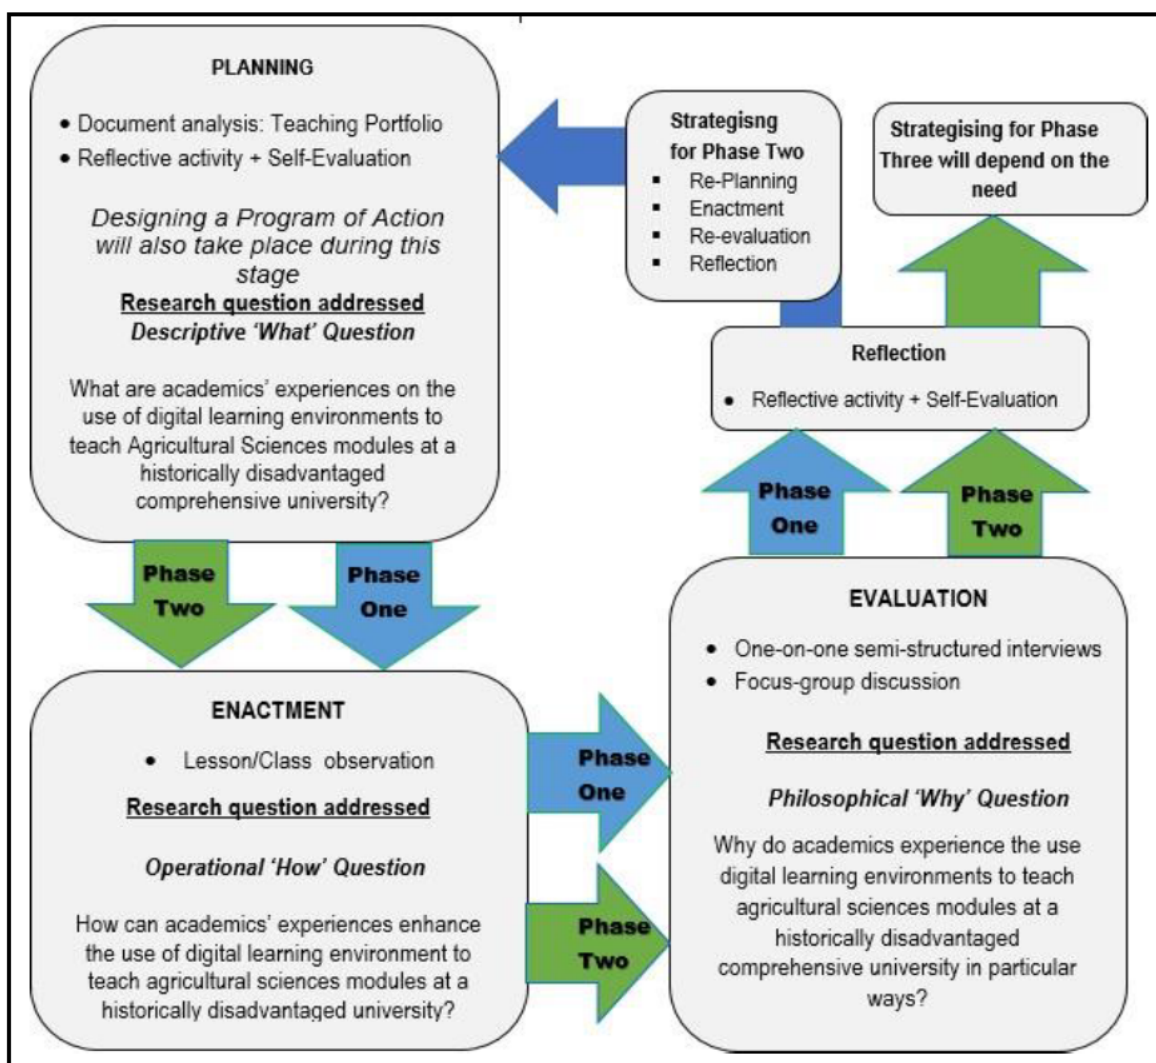 PLANNING
• Document analysis: Teaching Portfolio
• Reflective activity + Self-Evaluation
Designing a Program of Action
will also take place during this
stage
Research question addressed
Descriptive ‘What’ Question
What are academics’ experiences on the
use of digital learning environments to
teach Agricultural Sciences modules at a
historically disadvantaged
comprehensive university?
Phase
Two
Phase
One
ENACTMENT
• Lesson/Class observation
Research question addressed
Operational ‘How’ Question
How can academics’ experiences enhance
the use of digital learning environment to
teach agricultural sciences modules at a
historically disadvantaged university?
Phase
One
Phase
Two
EVALUATION
• One-on-one semi-structured interviews
• Focus-group discussion
Research question addressed
Philosophical ‘Why’ Question
Why do academics experience the use
digital learning environments to teach
agricultural sciences modules at a
historically disadvantaged
comprehensive university in particular
ways?
Phase
One
Phase
Two
Reflection
• Reflective activity + Self-Evaluation
Strategisng
for Phase Two
▪ Re-Planning
▪ Enactment
▪ Re-evaluation
▪ Reflection
Strategising for Phase
Three will depend on the
need